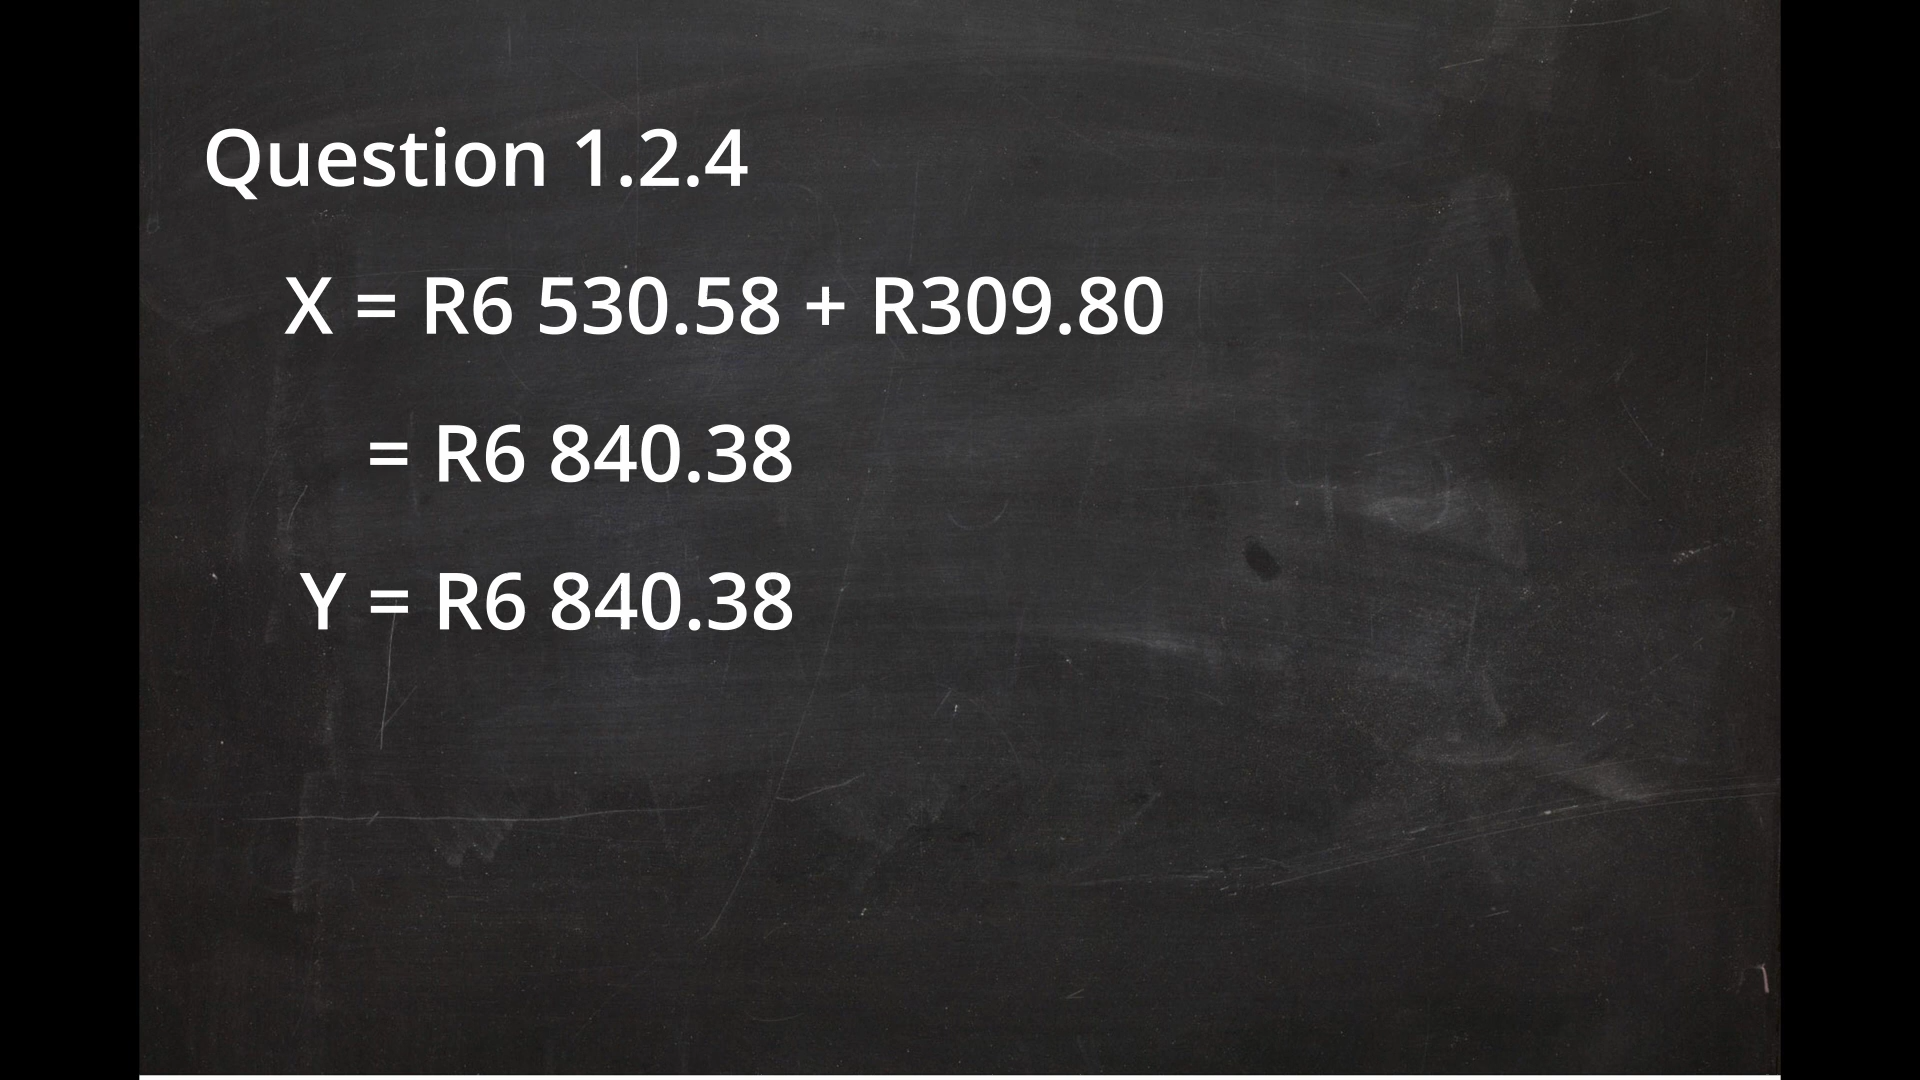 Question 1.2.4
X = R6 530.58 + R309.80
= R6 840.38
Y = R6 840.38